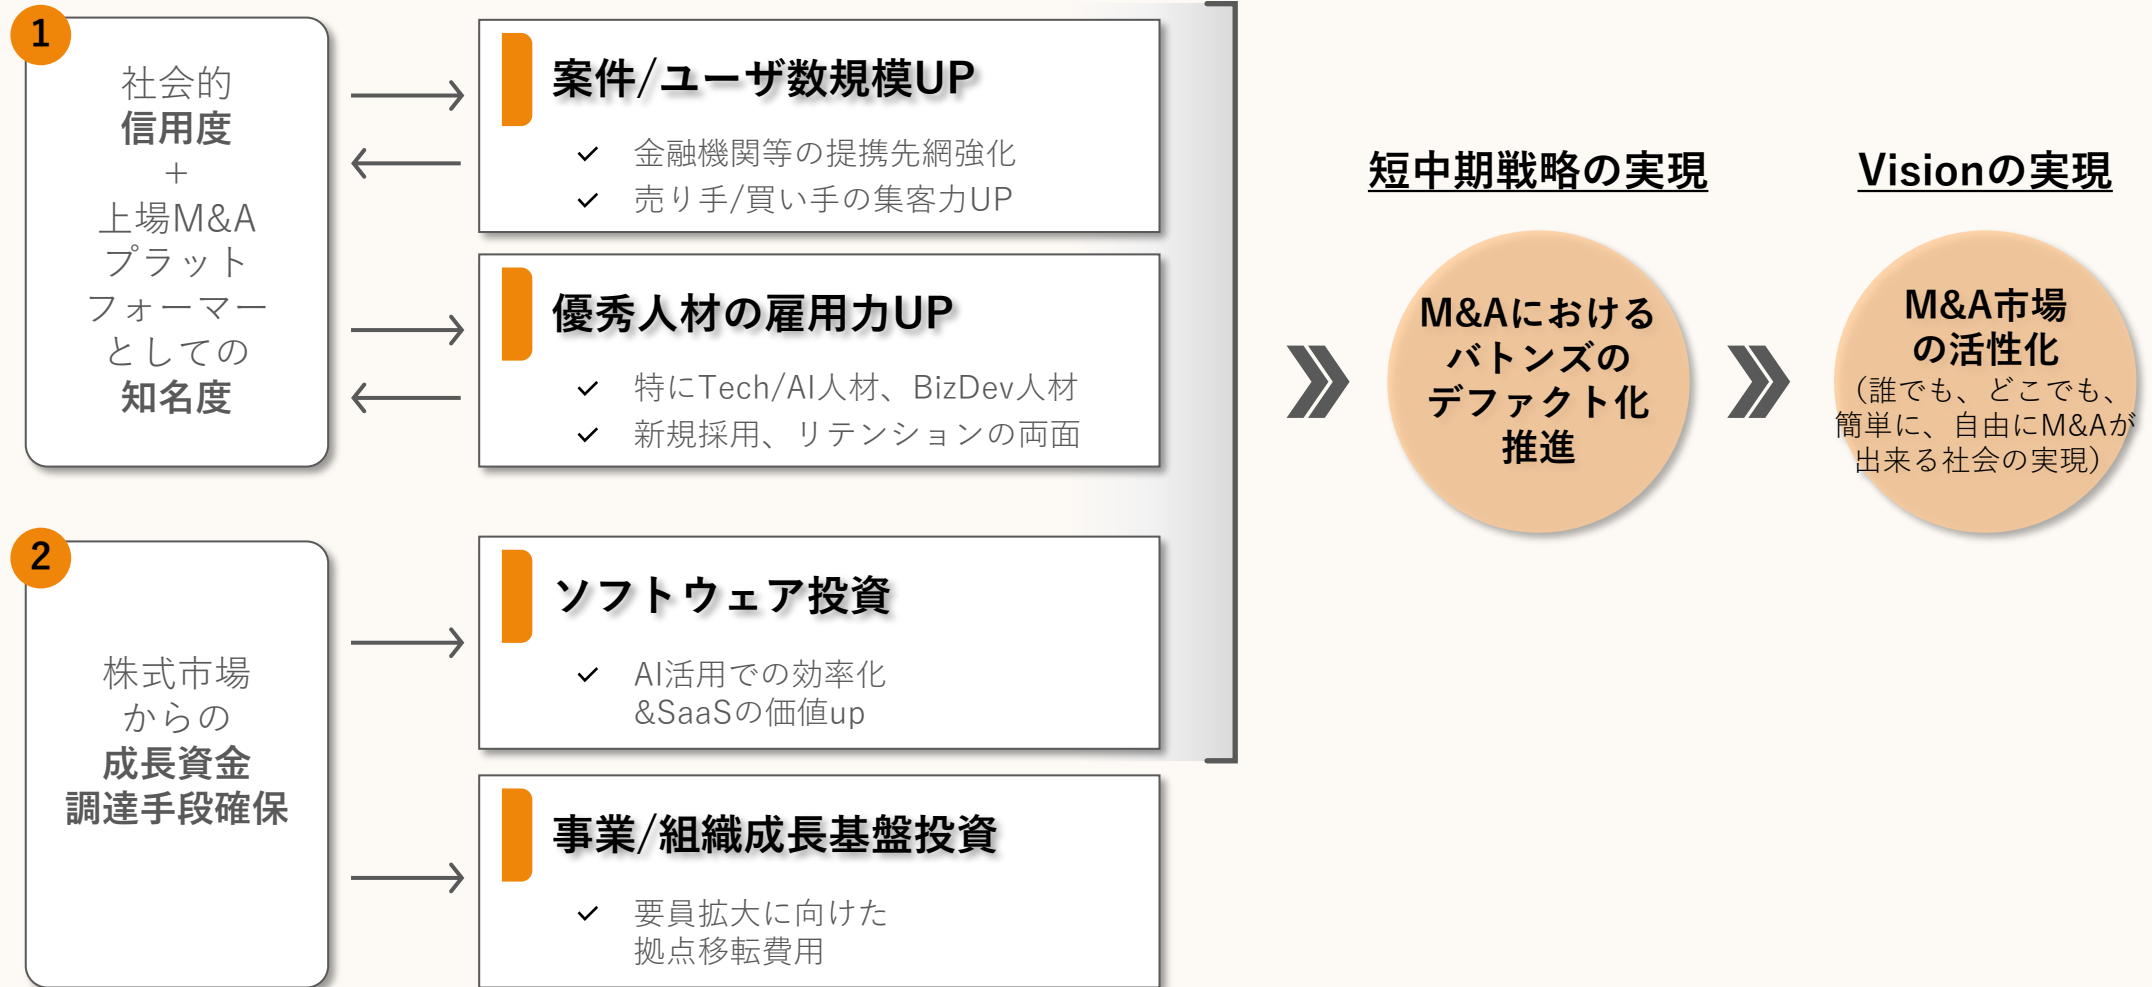 1
社会的
信用度
+
上場M&A
プラット
フォーマー
としての
知名度
案件/ユーザ数規模UP
金融機関等の提携先網強化
売り手/買い手の集客力UP
優秀人材の雇用力UP
特にTech/AI人材、BizDev人材
新規採用、リテンションの両面
2
株式市場
からの
成長資金
調達手段確保
ソフトウェア投資
AI活用での効率化
&SaaSの価値up
事業/組織成長基盤投資
要員拡大に向けた
拠点移転費用
短中期戦略の実現
M&Aにおける
バトンズの
デファクト化
推進
Visionの実現
M&A市場
の活性化
（誰でも、どこでも、
簡単に、自由にM&Aが
出来る社会の実現）